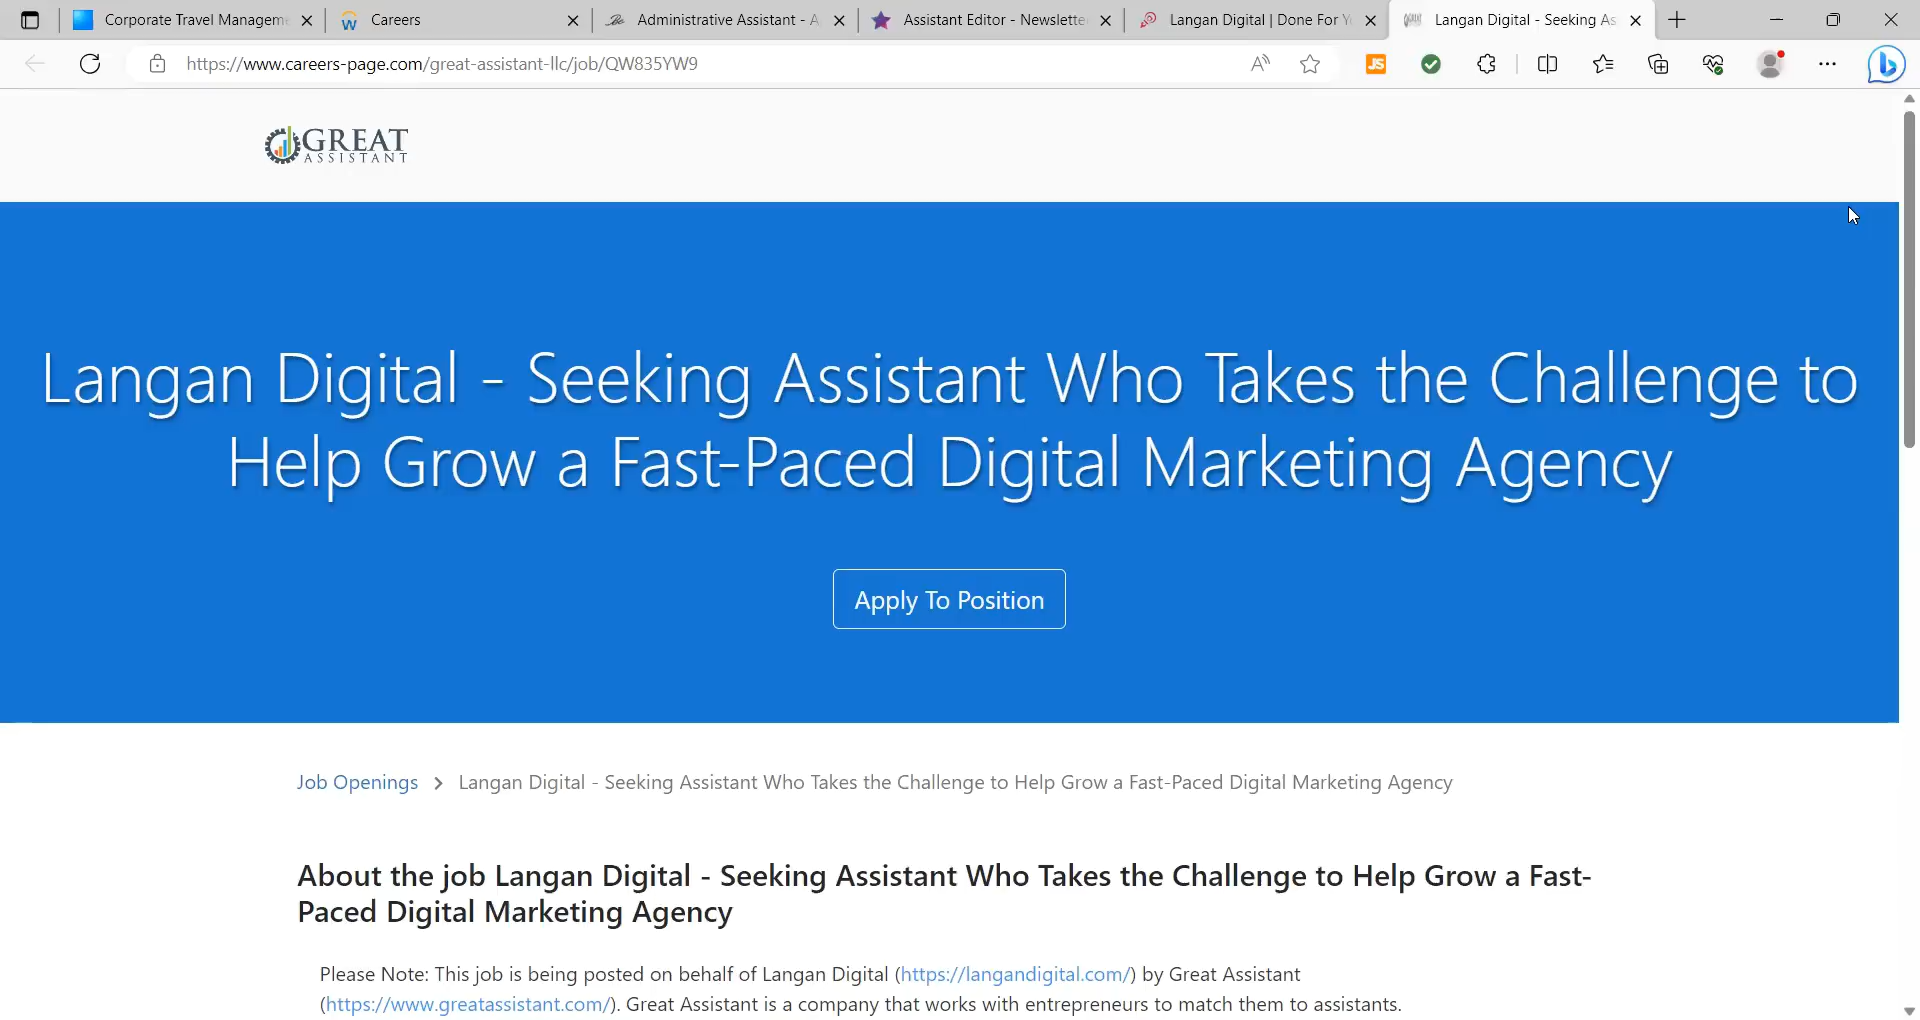 Corporate Travel Managem
Careers
Administrative Assistant - A
Assistant Editor - Newslette
Langan Digital | Done For Y
Langan Digital - Seeking As
https://www.careers-page.com/great-assistant-llc/job/QW835YW9
JS
GREAT
ASSISTANT
Langan Digital - Seeking Assistant Who Takes the Challenge to
Help Grow a Fast-Paced Digital Marketing Agency
Apply To Position
Job Openings > Langan Digital - Seeking Assistant Who Takes the Challenge to Help Grow a Fast-Paced Digital Marketing Agency
About the job Langan Digital - Seeking Assistant Who Takes the Challenge to Help Grow a Fast-
Paced Digital Marketing Agency
Please Note: This job is being posted on behalf of Langan Digital (https://langandigital.com/) by Great Assistant
(https://www.greatassistant.com/). Great Assistant is a company that works with entrepreneurs to match them to assistants.